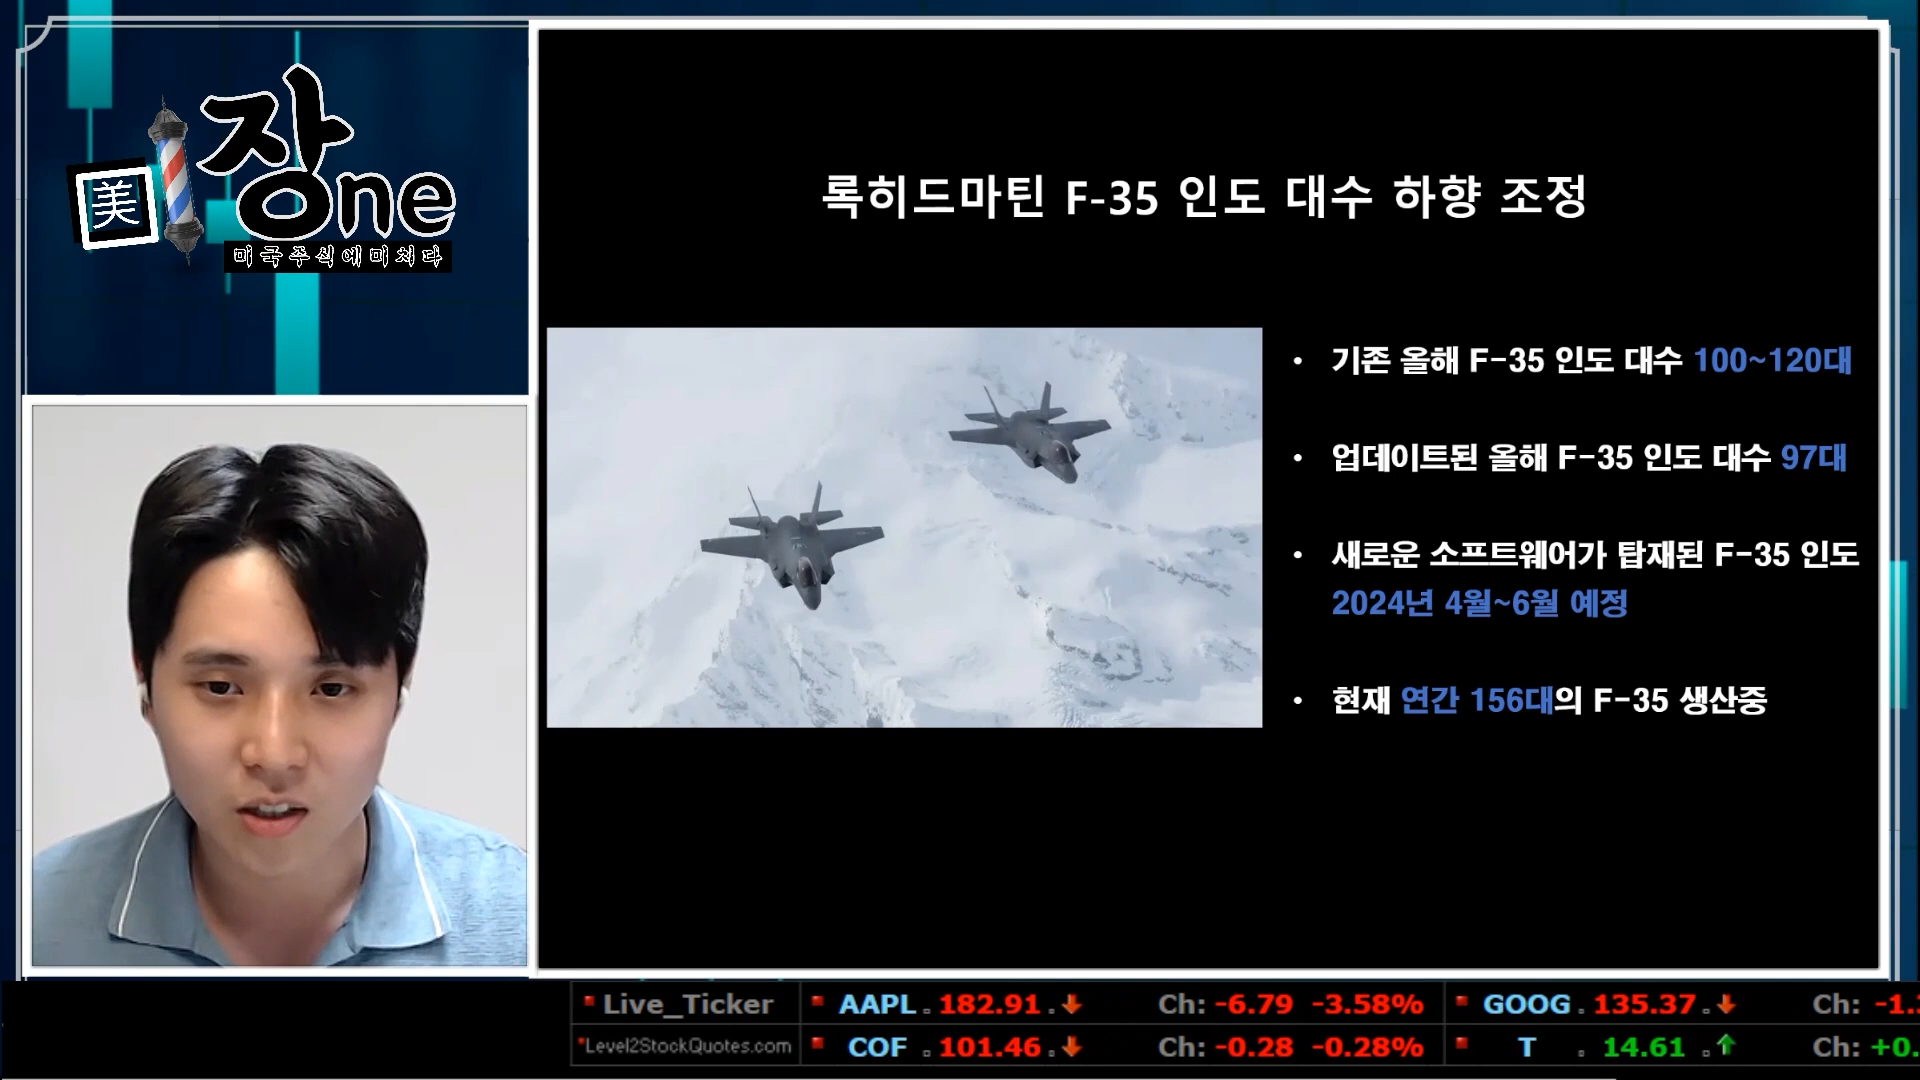 美
장one
미국주식에미치다
록히드마틴 F-35 인도 대수 하향 조정
• 기존 올해 F-35 인도 대수 100~120대
• 업데이트된 올해 F-35 인도 대수 97대
• 새로운 소프트웨어가 탑재된 F-35 인도
2024년 4월~6월 예정
• 현재 연간 156대의 F-35 생산중
Live_Ticker AAPL . 182.91 . Ch: -6.79 -3.58% GOOG . 135.37 . Ch:
*Level2StockQuotes.com COF . 101.46 . Ch: -0.28 -0.28% T . 14.61 . Ch: +0.